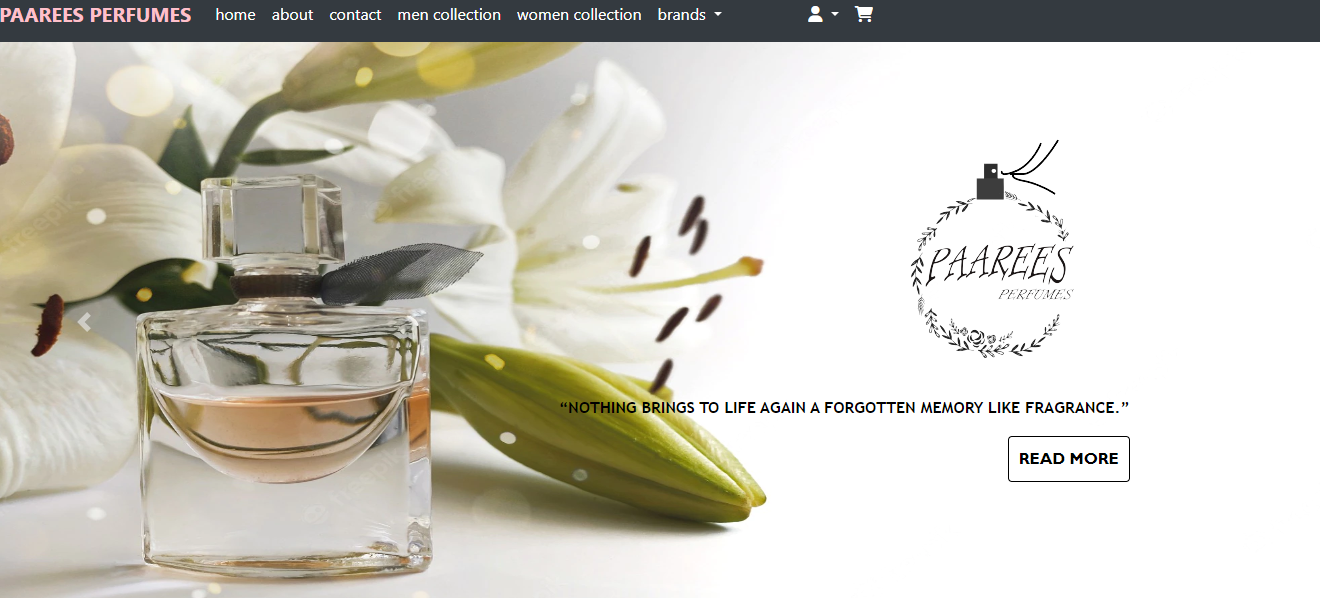 PAAREES PERFUMES home about contact men collection women collection brands
PAAREES
PERFUMES
“NOTHING BRINGS TO LIFE AGAIN A FORGOTTEN MEMORY LIKE FRAGRANCE.”
READ MORE